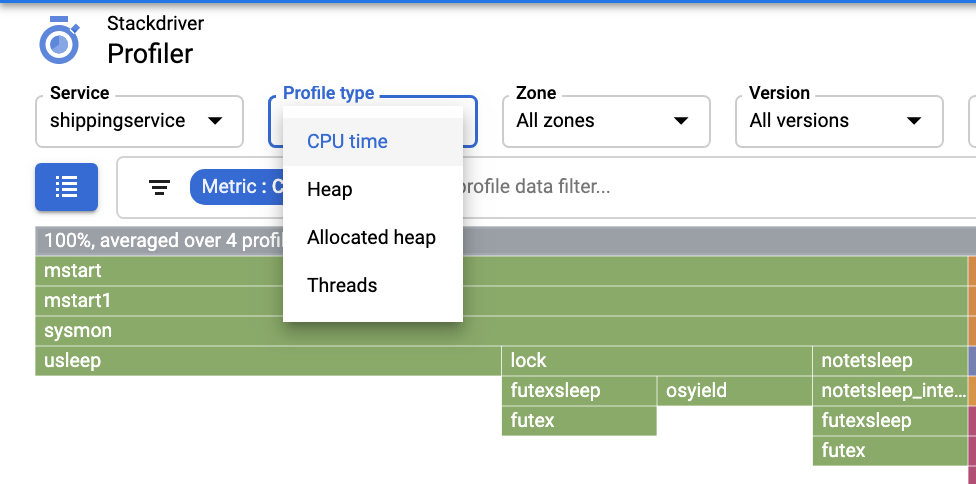 Stackdriver
Profiler
Service
shippingservice
Profile type
Zone
All zones
Version
All versions
CPU time
Heap
Allocated heap
Threads
Metric : C
profile data filter...
100%, averaged over 4 profi
mstart
mstart1
sysmon
usleep lock notetsleep
futexsleep osyield notetsleep_inte...
futex futexsleep
futex